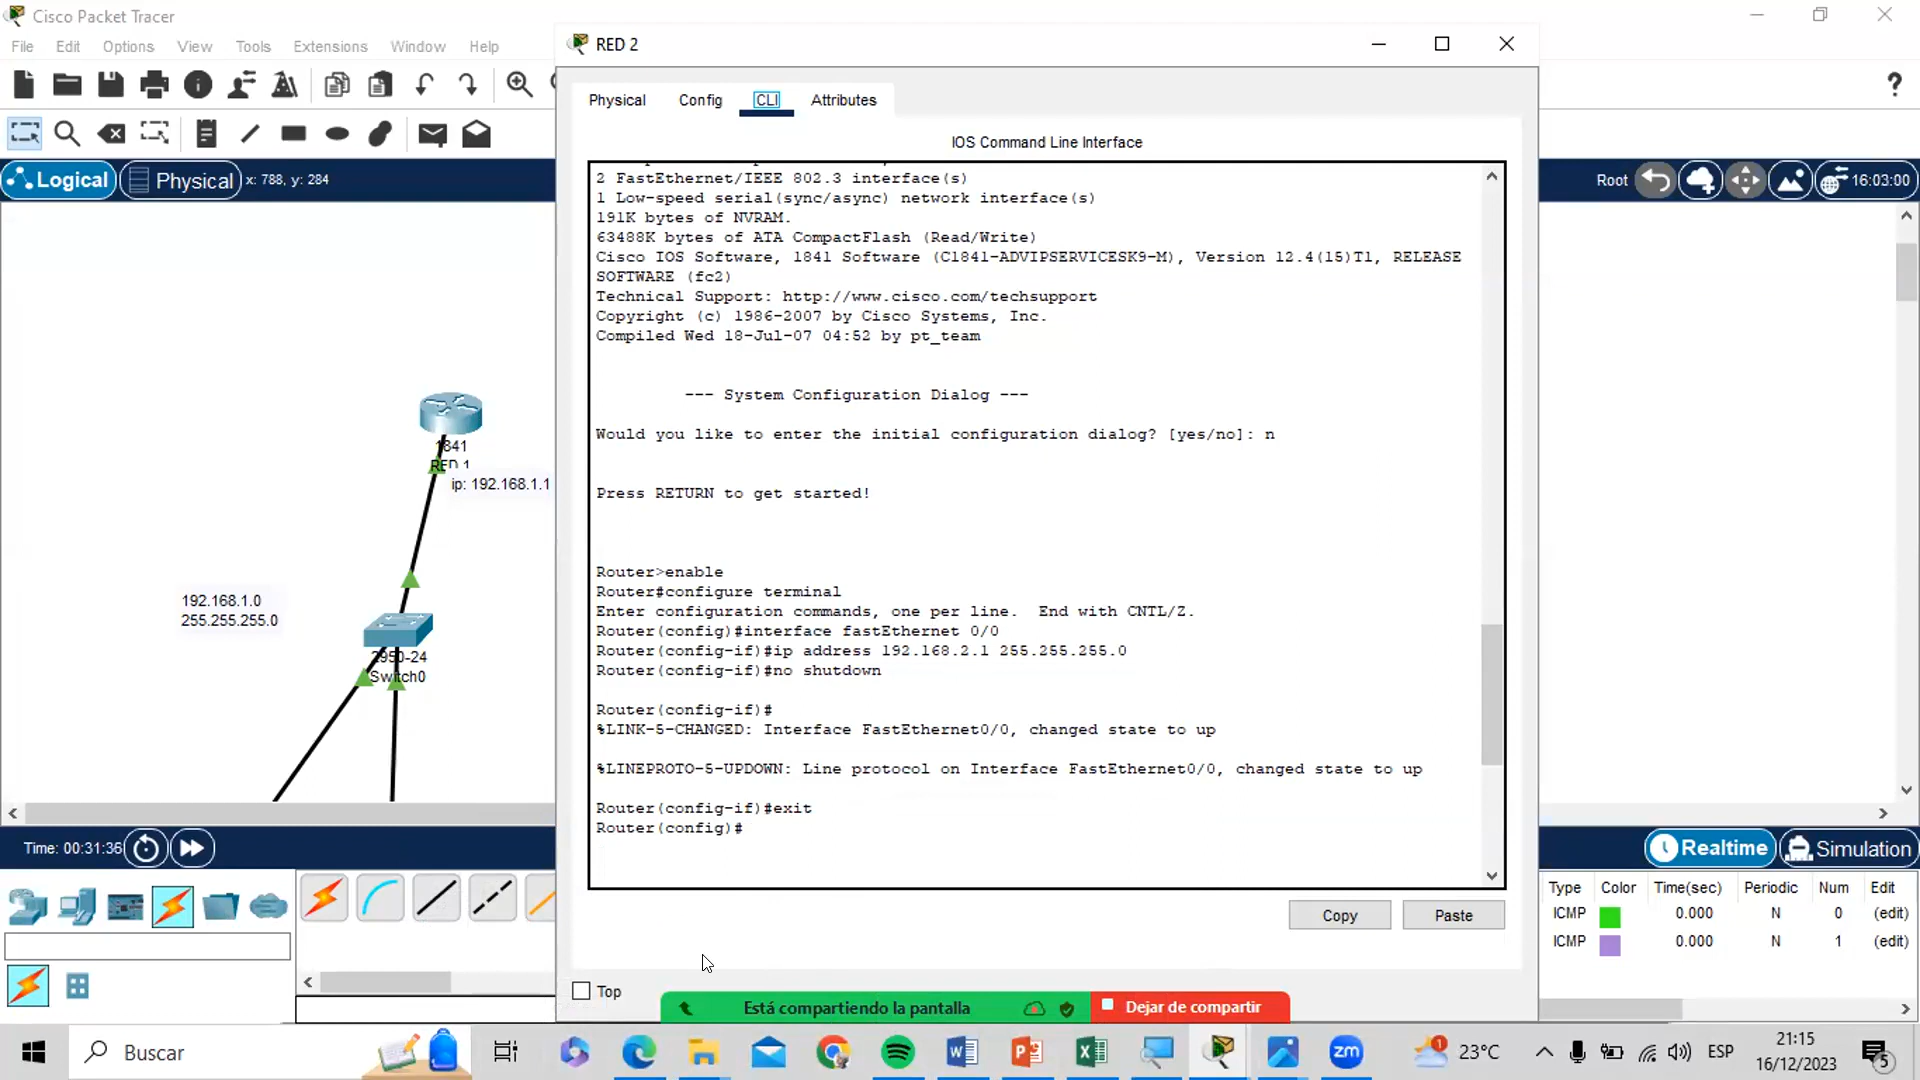 Cisco Packet Tracer
File Edit Options View Tools Extensions Window Help
Logical Physical x: 788, y: 284
Root 16:03:00
1841
RED 1
ip: 192.168.1.1
192.168.1.0
255.255.255.0
2950-24
Switch0
RED 2
Physical Config CLI Attributes
IOS Command Line Interface
2 FastEthernet/IEEE 802.3 interface(s)
1 Low-speed serial(sync/async) network interface(s)
191K bytes of NVRAM.
63488K bytes of ATA CompactFlash (Read/Write)
Cisco IOS Software, 1841 Software (C1841-ADVIPSERVICESK9-M), Version 12.4(15)T1, RELEASE
SOFTWARE (fc2)
Technical Support: http://www.cisco.com/techsupport
Copyright (c) 1986-2007 by Cisco Systems, Inc.
Compiled Wed 18-Jul-07 04:52 by pt_team
--- System Configuration Dialog ---
Would you like to enter the initial configuration dialog? [yes/no]: n
Press RETURN to get started!
Router>enable
Router#configure terminal
Enter configuration commands, one per line.  End with CNTL/Z.
Router(config)#interface fastEthernet 0/0
Router(config-if)#ip address 192.168.2.1 255.255.255.0
Router(config-if)#no shutdown
Router(config-if)#
%LINK-5-CHANGED: Interface FastEthernet0/0, changed state to up
%LINEPROTO-5-UPDOWN: Line protocol on Interface FastEthernet0/0, changed state to up
Router(config-if)#exit
Router(config)#
Copy Paste
Top
Está compartiendo la pantalla Dejar de compartir
Time: 00:31:36
Realtime Simulation
Type Color Time(sec) Periodic Num Edit
ICMP 0.000 N 0 (edit)
ICMP 0.000 N 1 (edit)
Buscar
zm
1
23°C
ESP
21:15
16/12/2023
5